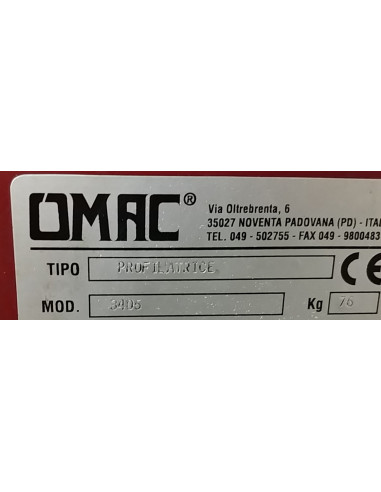 OMAC®
Via Oltrebrenta, 6
35027 NOVENTA PADOVANA (PD) - ITA
TEL. 049 - 502755 - FAX 049 - 9800483
TIPO PROFILATRICE CE
MOD. 3405 Kg 76